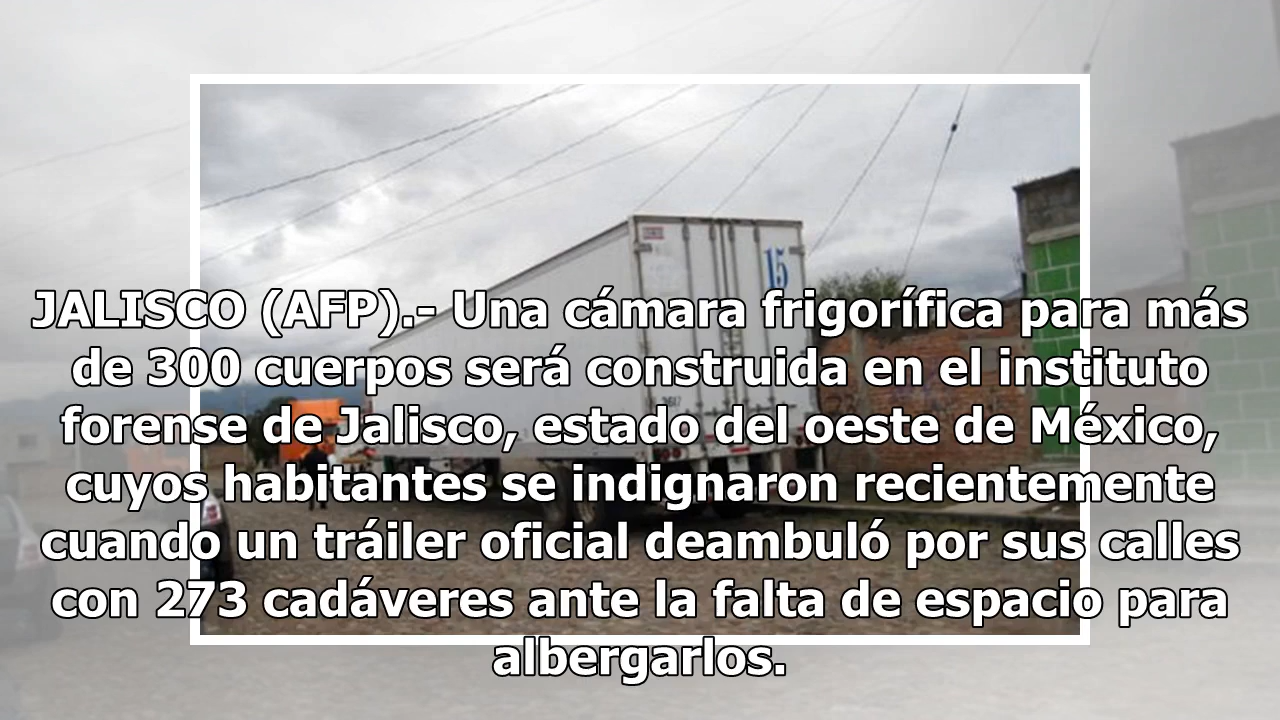 15
JALISCO (AFP).- Una cámara frigorífica para más
de 300 cuerpos será construida en el instituto
forense de Jalisco, estado del oeste de México,
cuyos habitantes se indignaron recientemente
cuando un tráiler oficial deambuló por sus calles
con 273 cadáveres ante la falta de espacio para
albergarlos.